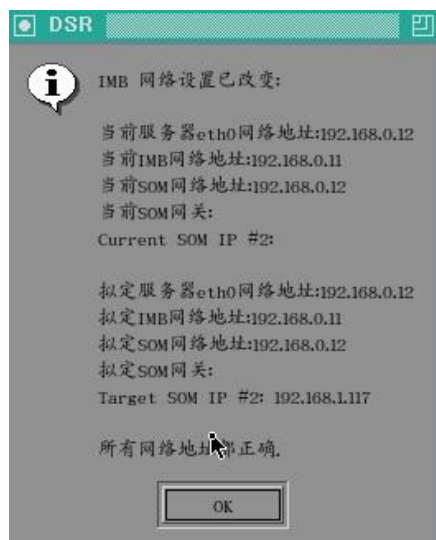 DSR
IMB 网络设置已改变:
当前服务器eth0网络地址:192.168.0.12
当前IMB网络地址:192.168.0.11
当前SOM网络地址:192.168.0.12
当前SOM网关:
Current SOM IP #2:
拟定服务器eth0网络地址:192.168.0.12
拟定IMB网络地址:192.168.0.11
拟定SOM网络地址:192.168.0.12
拟定SOM网关:
Target SOM IP #2: 192.168.1.117
所有网络地址都正确.
OK